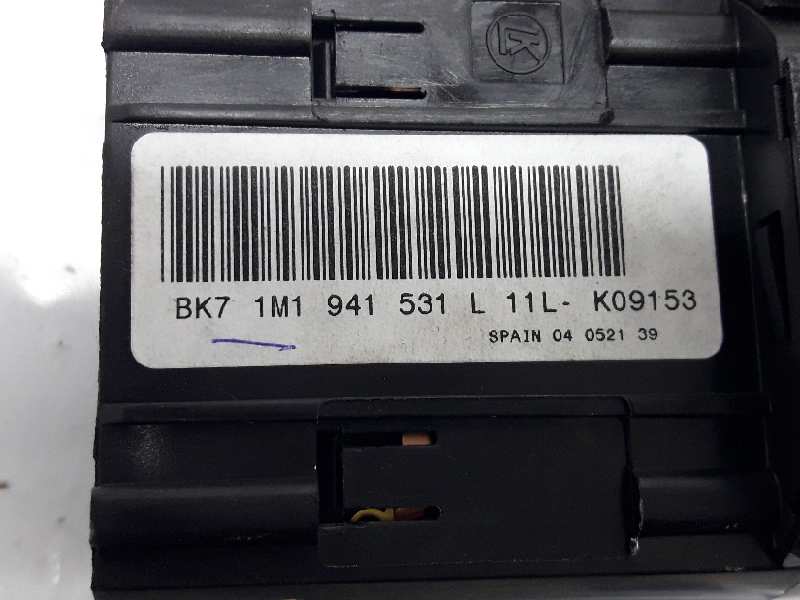 BK7 1M1 941 531 L 11L- K09153
SPAIN 04 0521 39